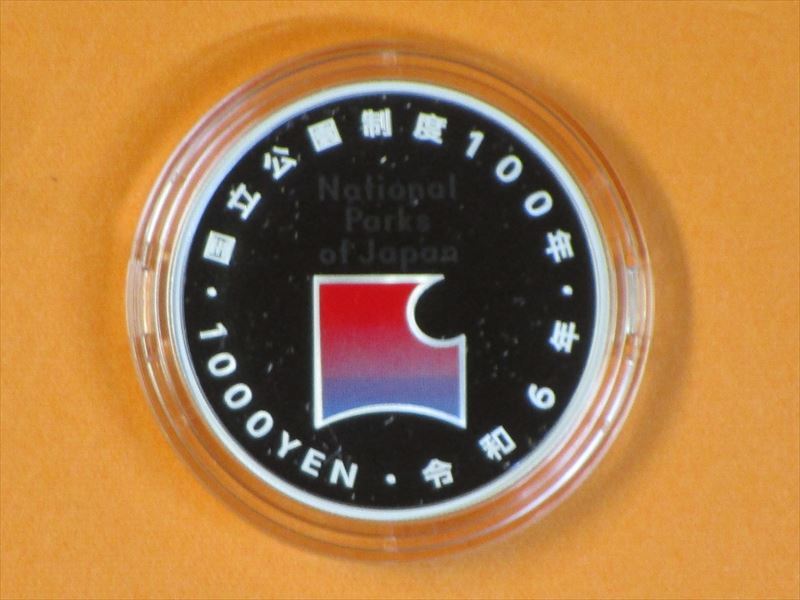 国立公園制度100年・
National
Parks
of Japan
・1000YEN・令和6年